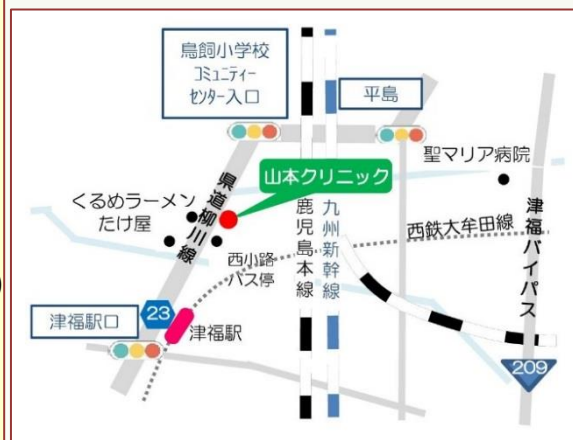 鳥飼小学校
コミュニティー
センター入口
平島
聖マリア病院
山本クリニック
くるめラーメン
たけ屋
県道柳川線
西小路
バス停
鹿児島本線
九州新幹線
西鉄大牟田線
津福バイパス
23
津福駅口
津福駅
209